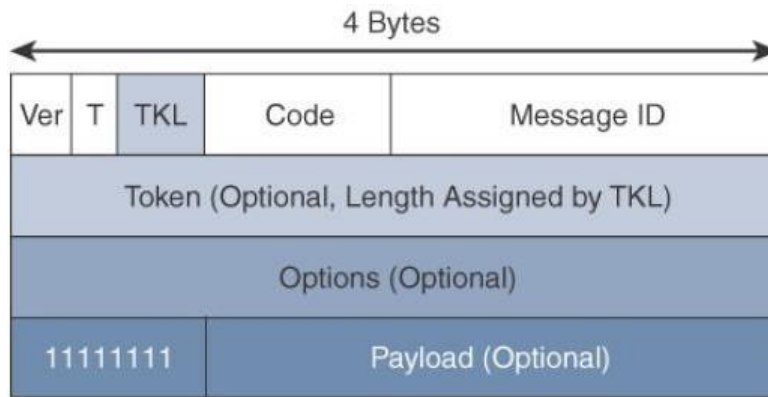 4 Bytes
Ver T TKL Code Message ID
Token (Optional, Length Assigned by TKL)
Options (Optional)
11111111 Payload (Optional)